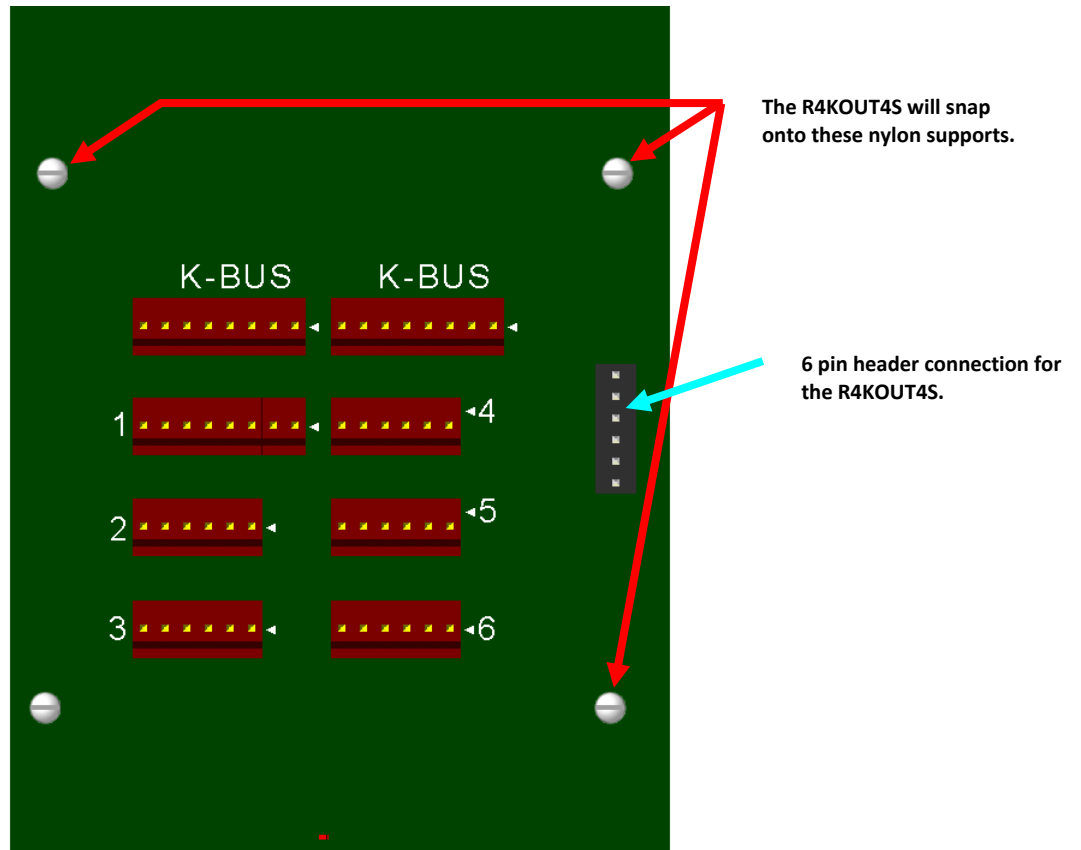 The R4KOUT4S will snap
onto these nylon supports.
K-BUS K-BUS
6 pin header connection for
the R4KOUT4S.
1 4
2 5
3 6